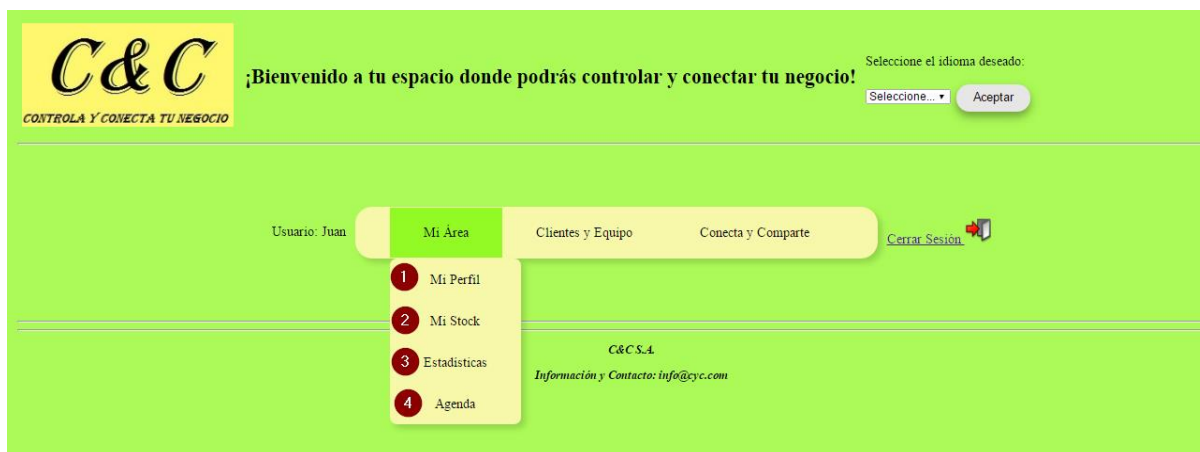 C&C
CONTROLA Y CONECTA TU NEGOCIO
¡Bienvenido a tu espacio donde podrás controlar y conectar tu negocio!
Seleccione el idioma deseado:
Seleccione... Aceptar
Usuario: Juan Mi Área Clientes y Equipo Conecta y Comparte Cerrar Sesión
1 Mi Perfil
2 Mi Stock
3 Estadísticas
4 Agenda
C&C S.A.
Información y Contacto: info@cyc.com